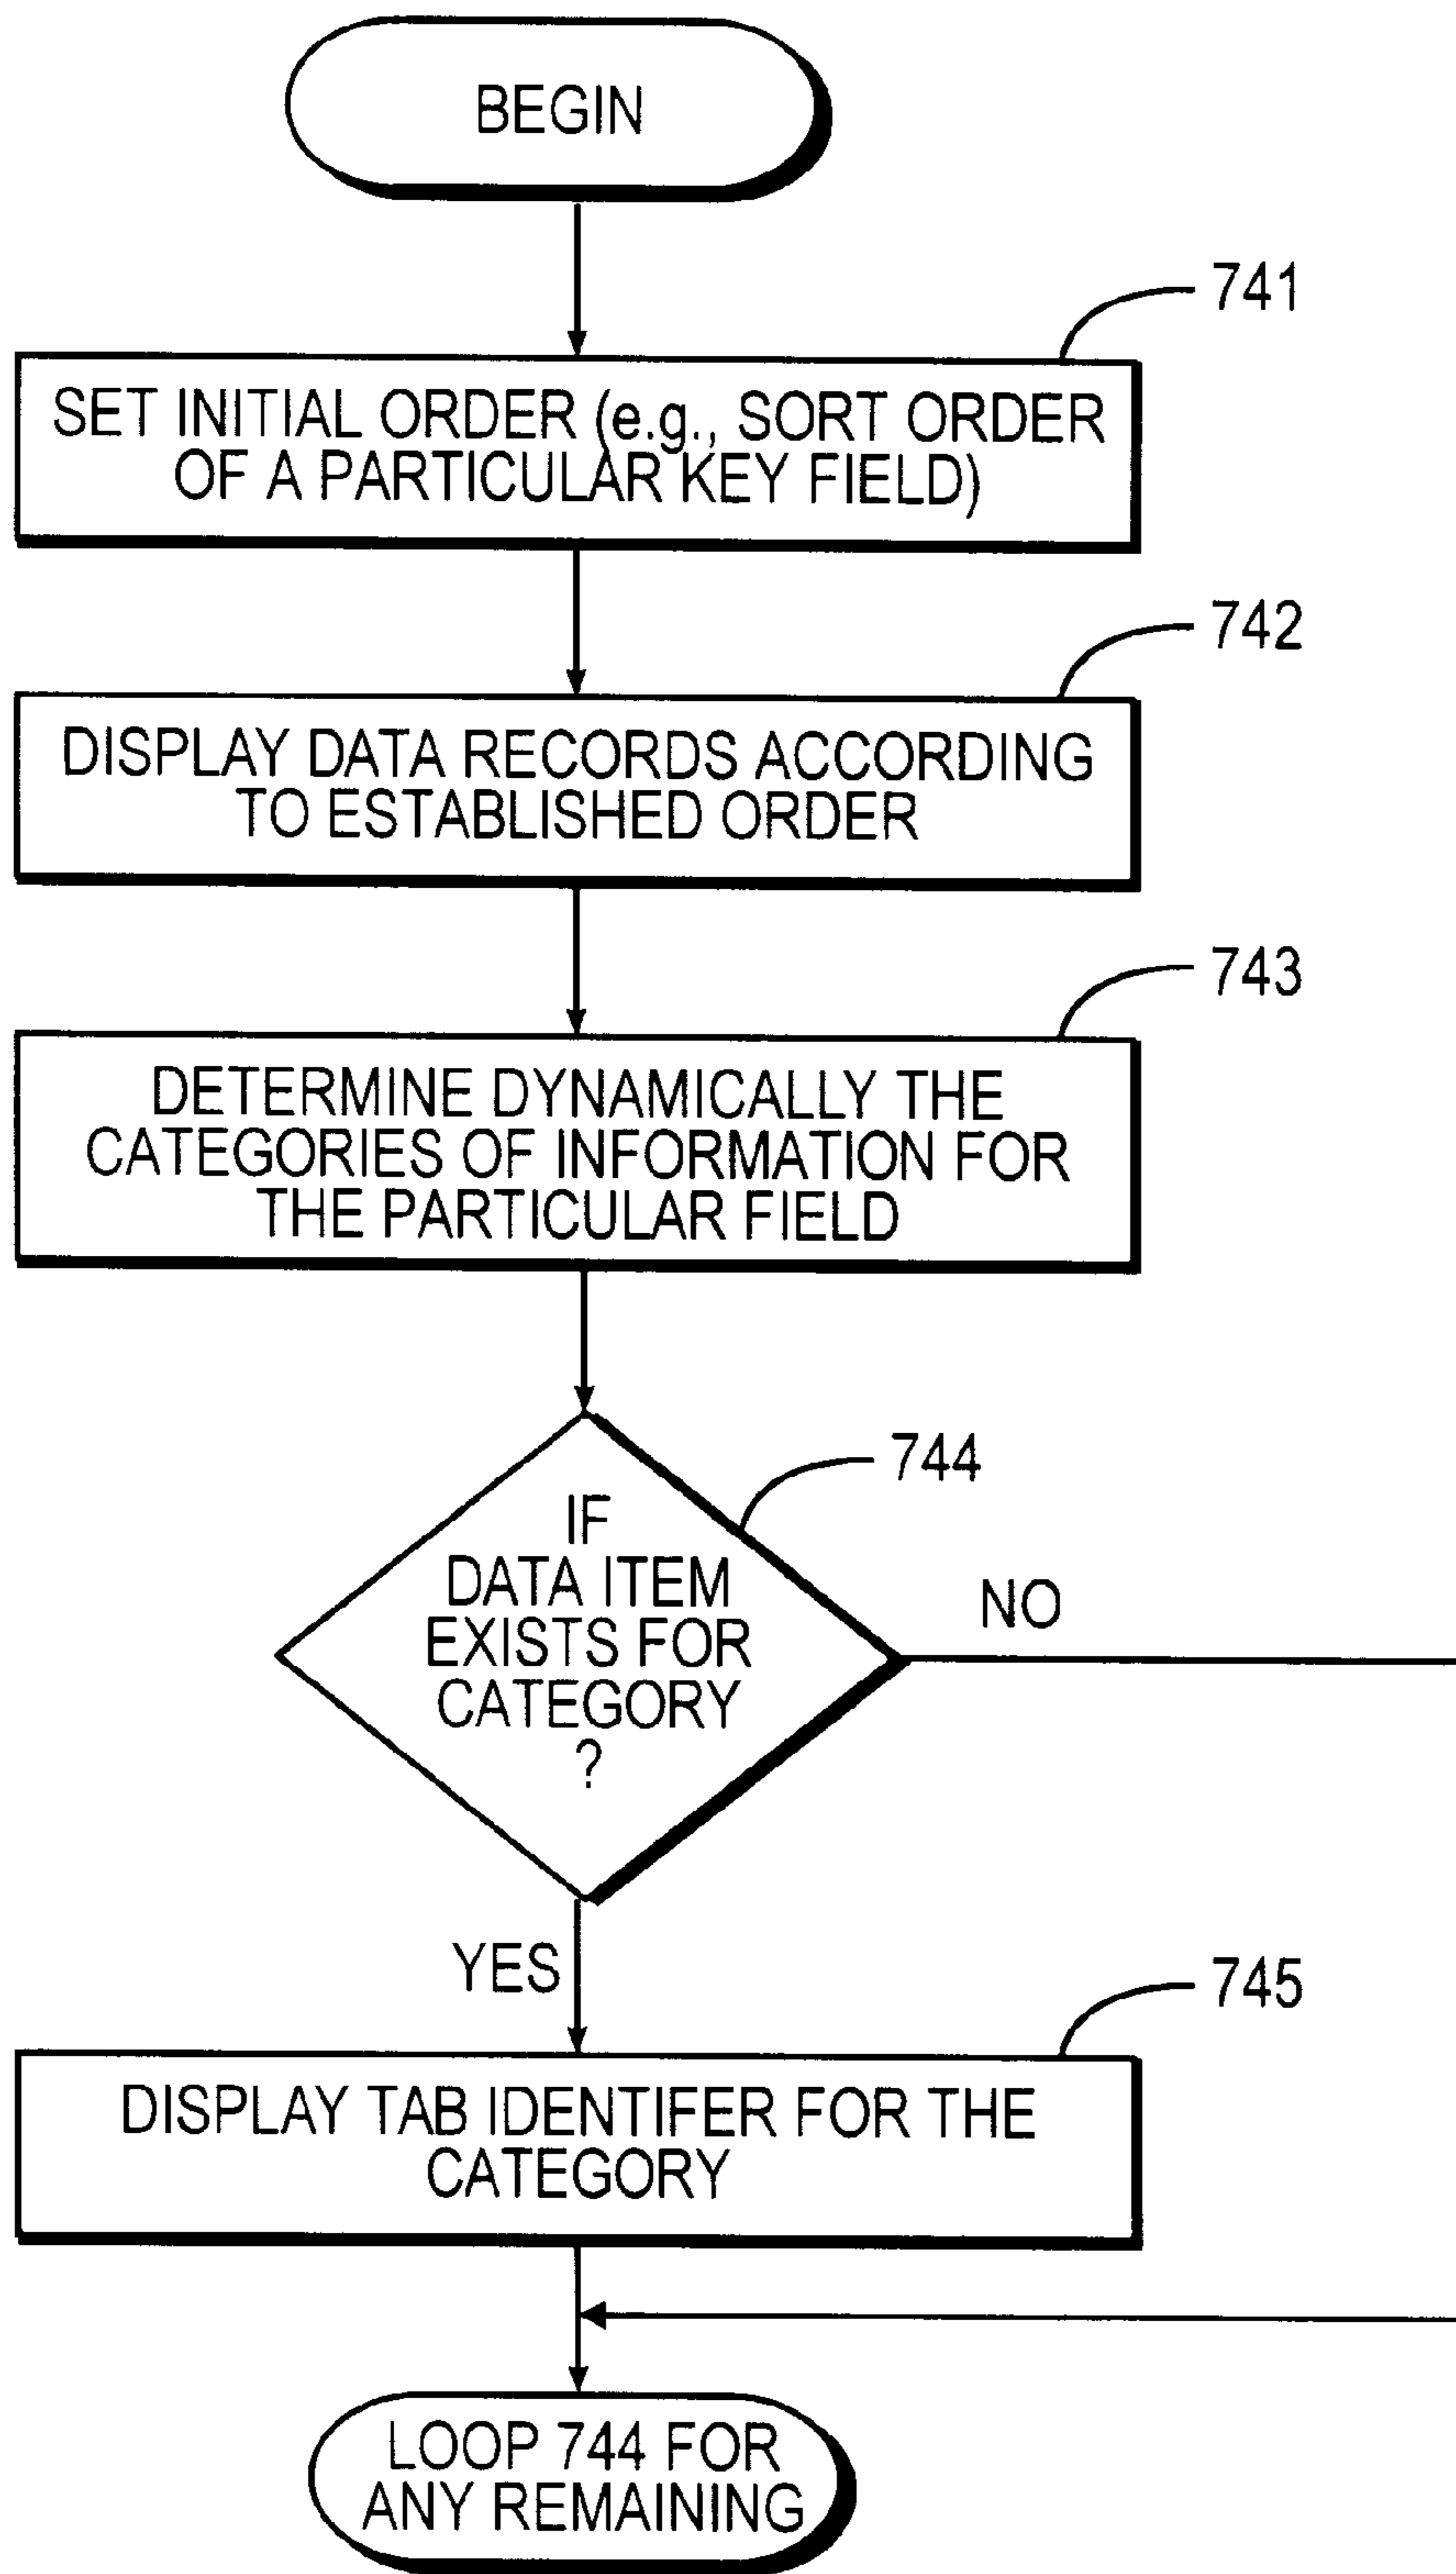 BEGIN
741
SET INITIAL ORDER (e.g., SORT ORDER
OF A PARTICULAR KEY FIELD)
742
DISPLAY DATA RECORDS ACCORDING
TO ESTABLISHED ORDER
743
DETERMINE DYNAMICALLY THE
CATEGORIES OF INFORMATION FOR
THE PARTICULAR FIELD
744
IF
DATA ITEM
EXISTS FOR
CATEGORY
?
NO
YES
745
DISPLAY TAB IDENTIFER FOR THE
CATEGORY
LOOP 744 FOR
ANY REMAINING